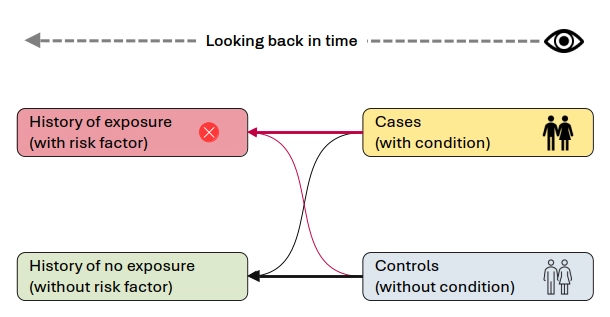 Looking back in time
History of exposure
(with risk factor)
Cases
(with condition)
History of no exposure
(without risk factor)
Controls
(without condition)